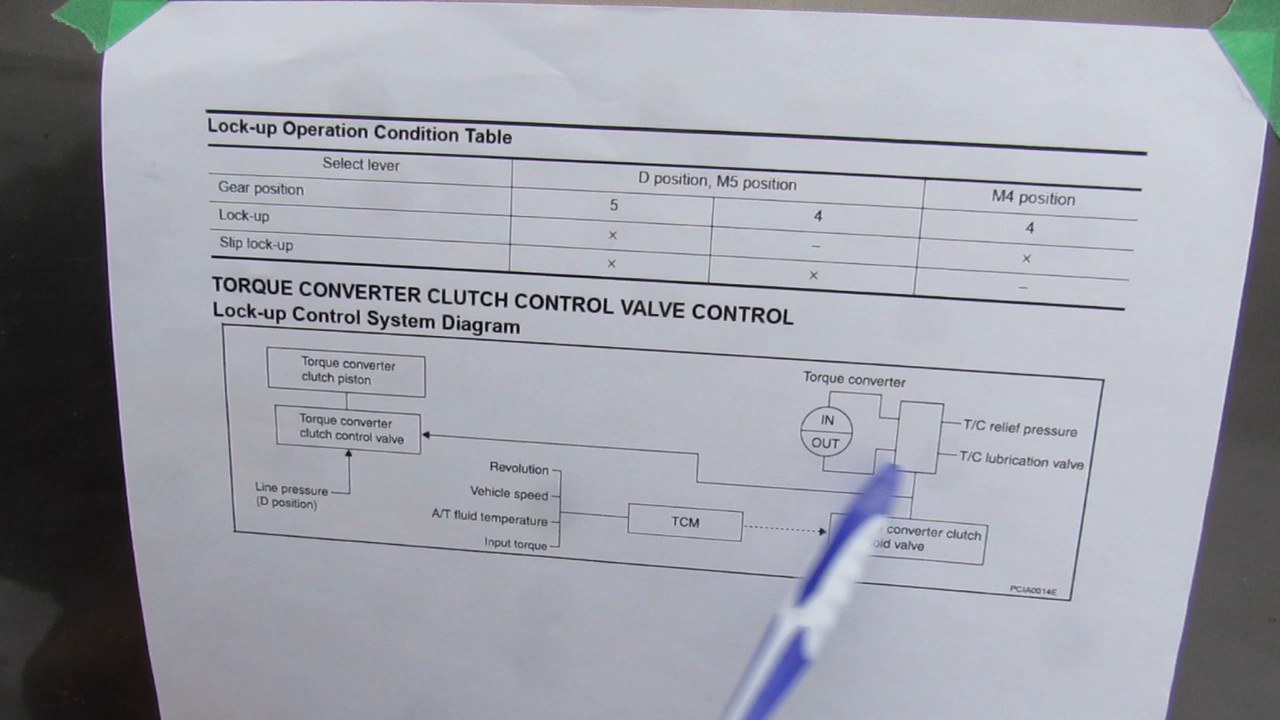 Lock-up Operation Condition Table
Select lever D position, M5 position M4 position
Gear position 5 4 4
Lock-up × – ×
Slip lock-up × × –
TORQUE CONVERTER CLUTCH CONTROL VALVE CONTROL
Lock-up Control System Diagram
Torque converter
clutch piston
Torque converter
clutch control valve
Line pressure
(D position)
Revolution
Vehicle speed
A/T fluid temperature
Input torque
TCM
Torque converter
IN
OUT
T/C relief pressure
T/C lubrication valve
converter clutch
valve
PCIA0014E